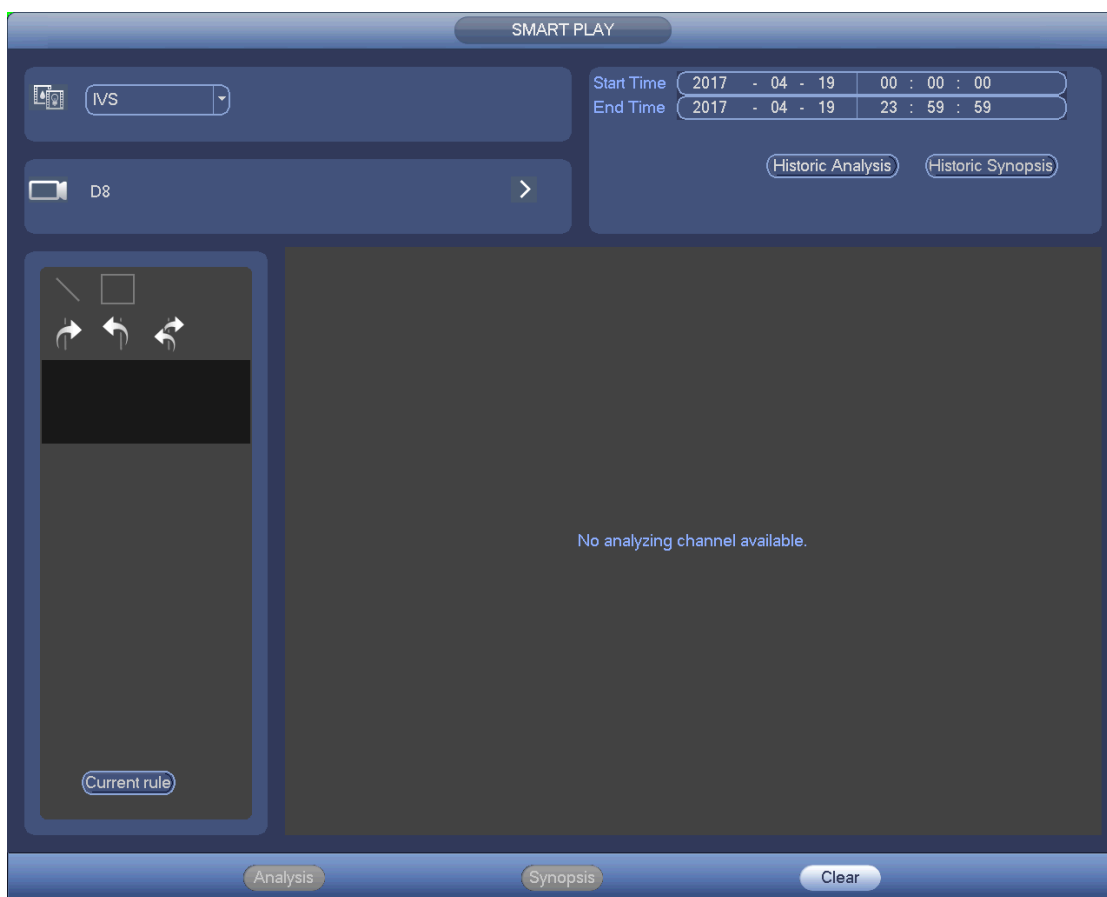 SMART PLAY
IVS
Start Time 2017 - 04 - 19 00 : 00 : 00
End Time 2017 - 04 - 19 23 : 59 : 59
Historic Analysis Historic Synopsis
D8
No analyzing channel available.
Current rule
Analysis Synopsis Clear